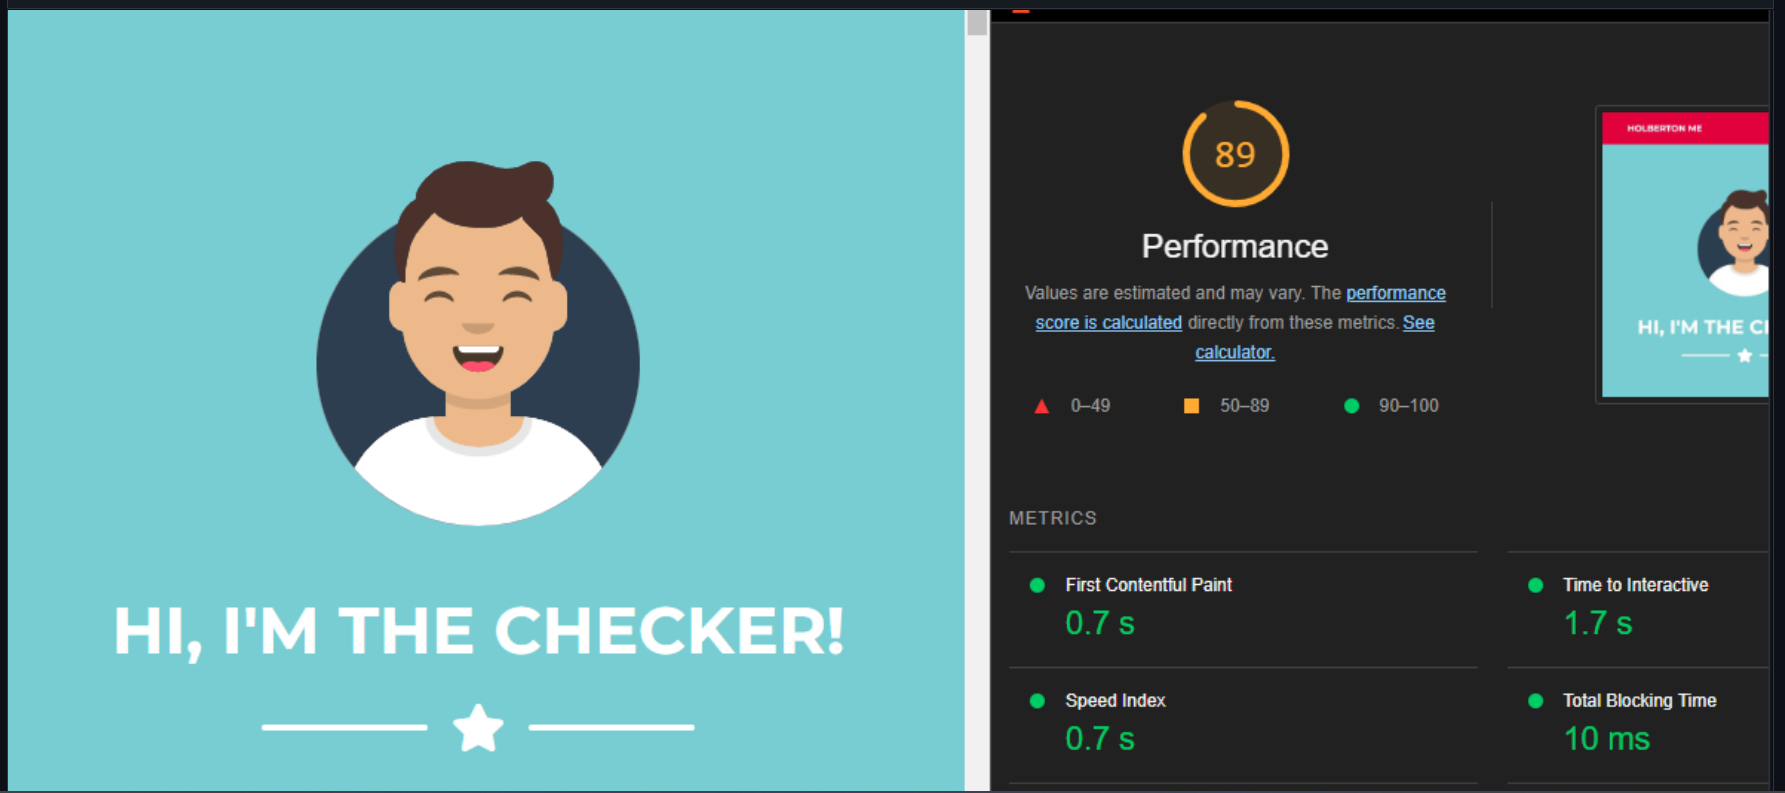 HI, I'M THE CHECKER!
89
Performance
Values are estimated and may vary. The performance
score is calculated directly from these metrics. See
calculator.
0–49
50–89
90–100
HOLBERTON ME
HI, I'M THE C
METRICS
First Contentful Paint
0.7 s
Time to Interactive
1.7 s
Speed Index
0.7 s
Total Blocking Time
10 ms